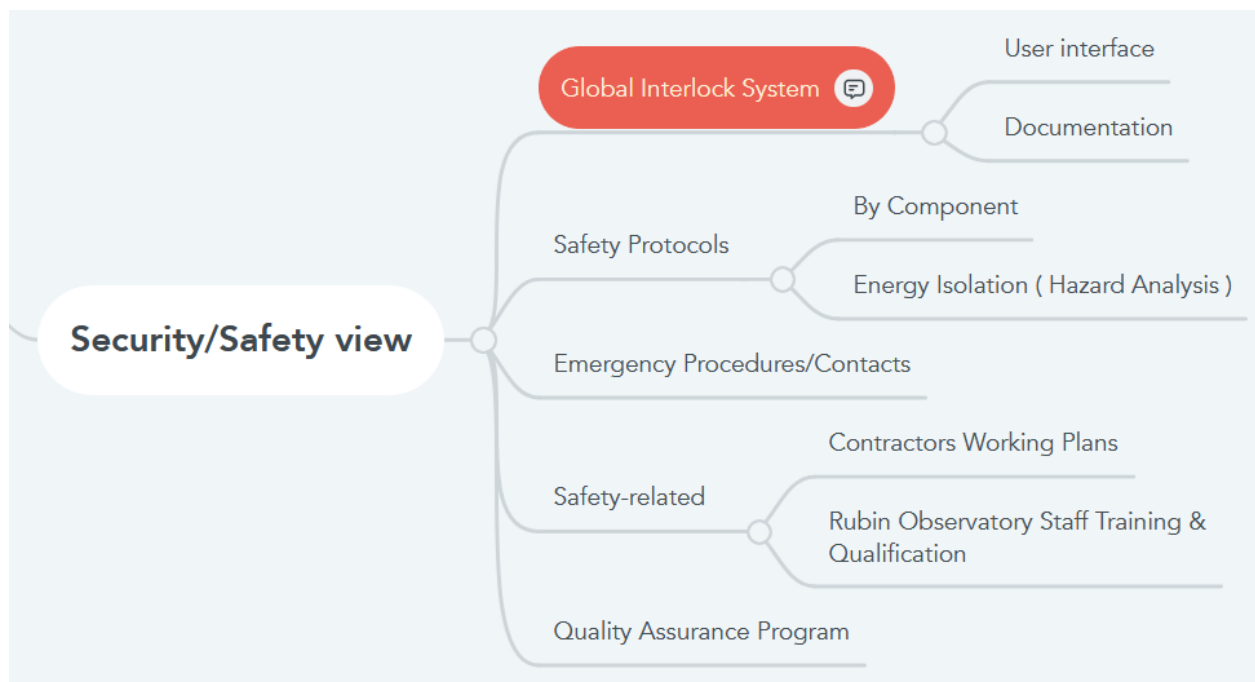 User interface
Global Interlock System
Documentation
By Component
Safety Protocols
Energy Isolation ( Hazard Analysis )
Security/Safety view
Emergency Procedures/Contacts
Contractors Working Plans
Safety-related
Rubin Observatory Staff Training &
Qualification
Quality Assurance Program